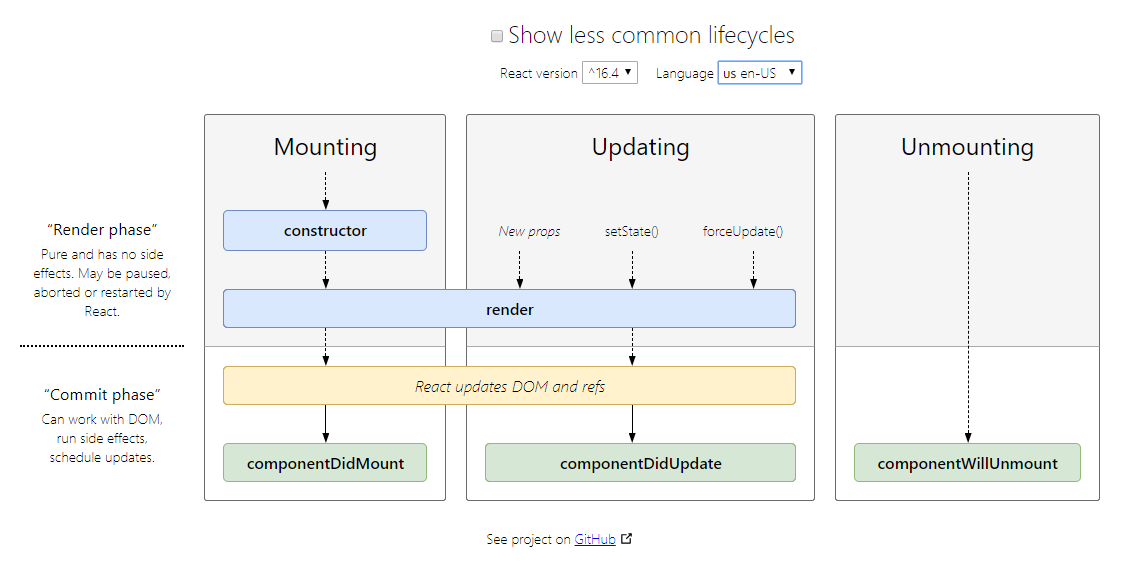 Show less common lifecycles
React version ^16.4 Language us en-US
Mounting Updating Unmounting
“Render phase”
Pure and has no side
effects. May be paused,
aborted or restarted by
React.
constructor
New props setState() forceUpdate()
render
“Commit phase”
Can work with DOM,
run side effects,
schedule updates.
React updates DOM and refs
componentDidMount componentDidUpdate componentWillUnmount
See project on GitHub